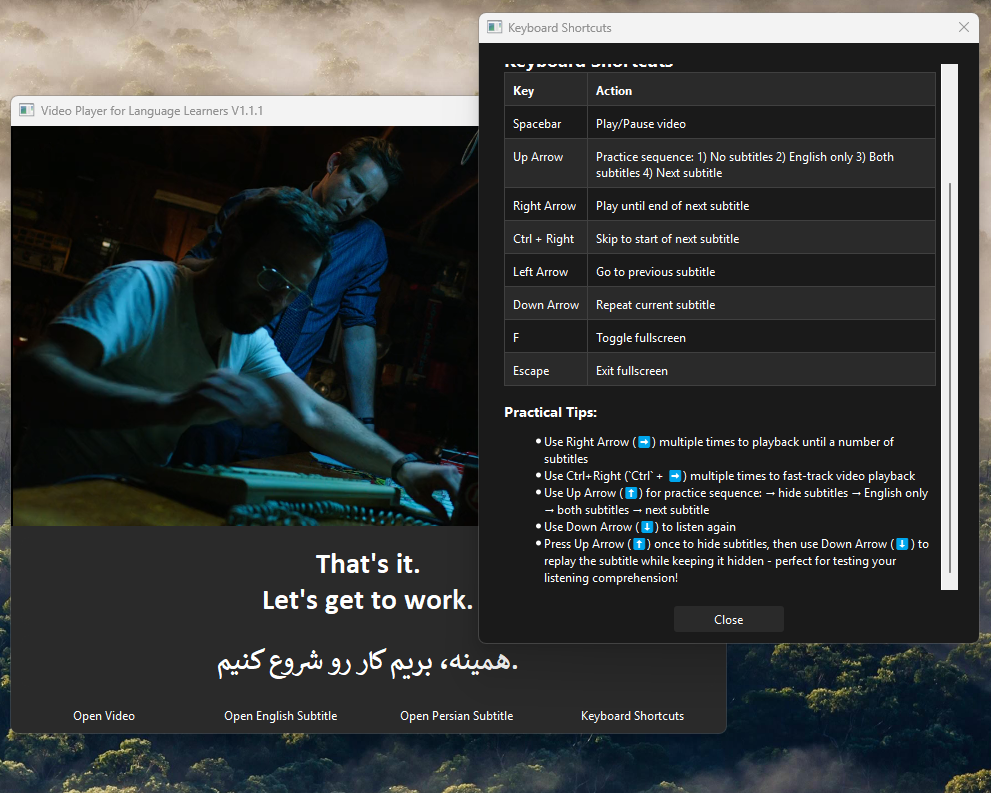 Keyboard Shortcuts
Keyboard Shortcuts
Key Action
Spacebar Play/Pause video
Up Arrow Practice sequence: 1) No subtitles 2) English only 3) Both
subtitles 4) Next subtitle
Right Arrow Play until end of next subtitle
Ctrl + Right Skip to start of next subtitle
Left Arrow Go to previous subtitle
Down Arrow Repeat current subtitle
F Toggle fullscreen
Escape Exit fullscreen
Practical Tips:
• Use Right Arrow (➡️) multiple times to playback until a number of
subtitles
• Use Ctrl+Right (`Ctrl` + ➡️) multiple times to fast-track video playback
• Use Up Arrow (⬆️) for practice sequence: → hide subtitles → English only
→ both subtitles → next subtitle
• Use Down Arrow (⬇️) to listen again
• Press Up Arrow (⬆️) once to hide subtitles, then use Down Arrow (⬇️) to
replay the subtitle while keeping it hidden - perfect for testing your
listening comprehension!
Close
Video Player for Language Learners V1.1.1
That's it.
Let's get to work.
همینه، بریم کار رو شروع کنیم.
Open Video Open English Subtitle Open Persian Subtitle Keyboard Shortcuts